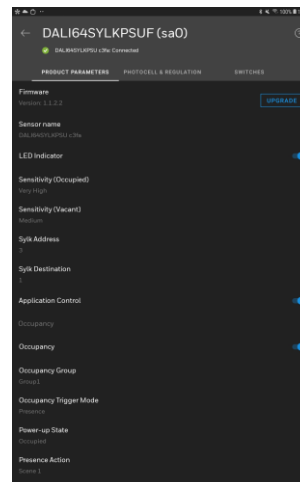 100%
DALI64SYLKPSUF (sa0)
DALI64SYLKPSU c3fa: Connected
PRODUCT PARAMETERS
PHOTOCELL & REGULATION
SWITCHES
Firmware
Version: 1.1.2.2
UPGRADE
Sensor name
DALI64SYLKPSU c3fa
LED Indicator
Sensitivity (Occupied)
Very High
Sensitivity (Vacant)
Medium
Sylk Address
3
Sylk Destination
1
Application Control
Occupancy
Occupancy
Occupancy Group
Group1
Occupancy Trigger Mode
Presence
Power-up State
Occupied
Presence Action
Scene 1